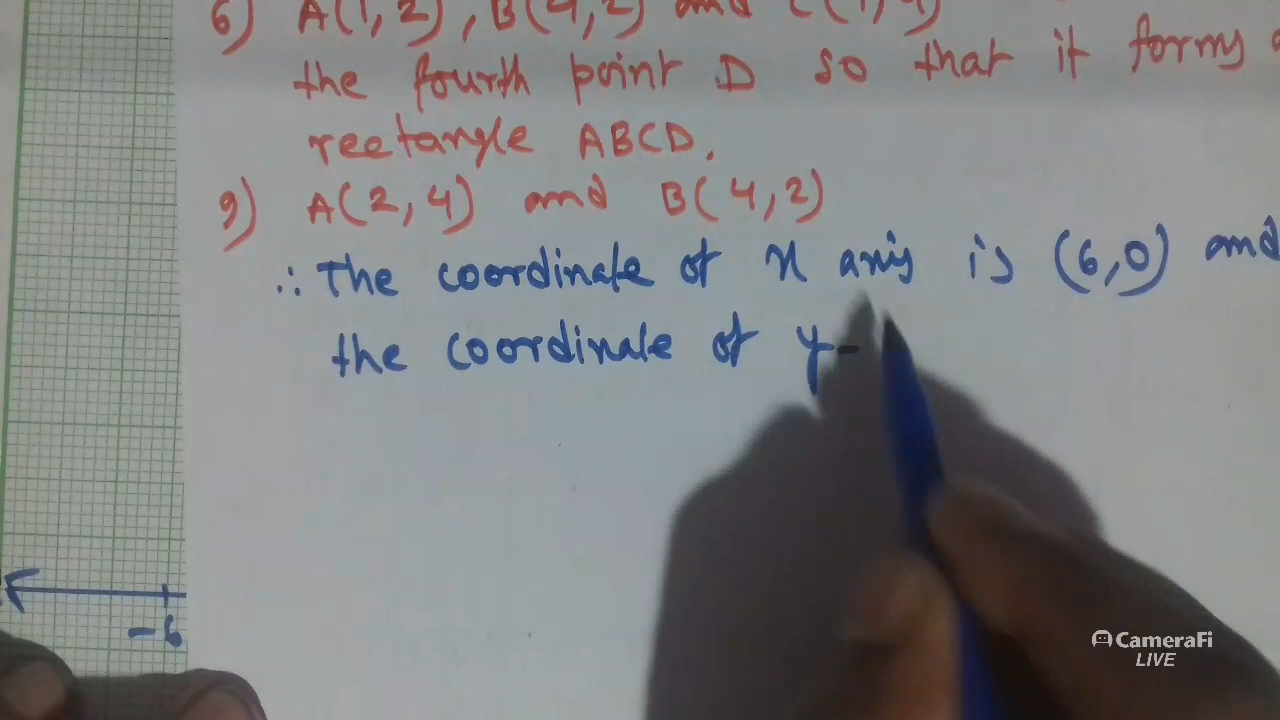 6) A(1,2), B(4,2) and C(1,4)
the fourth point D so that it forms a
rectangle ABCD.
9) A(2,4) and B(4,2)
∴ The coordinate of x axis is (6,0) and
the coordinate of y-
-6
CameraFi
LIVE